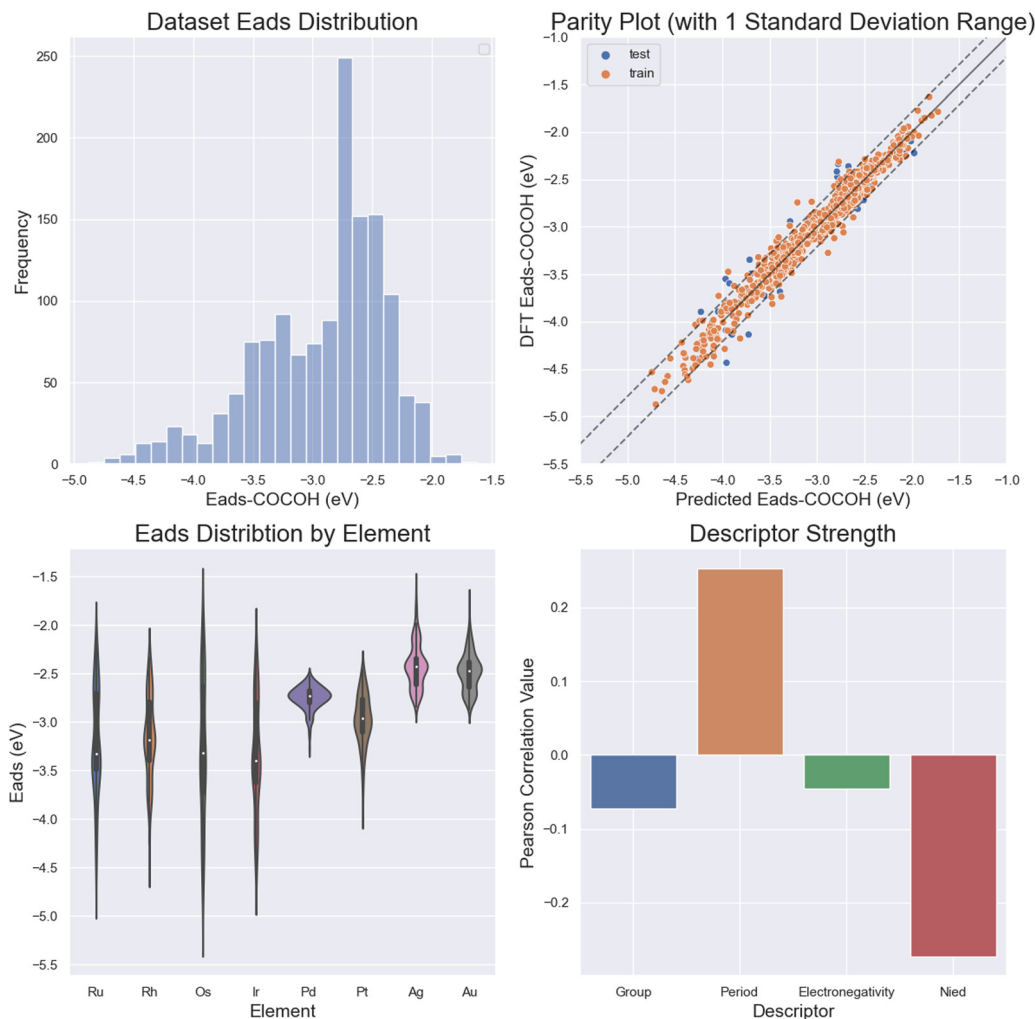 Dataset Eads Distribution
Frequency
250
200
150
100
50
0
−5.0 −4.5 −4.0 −3.5 −3.0 −2.5 −2.0 −1.5
Eads-COCOH (eV)
Parity Plot (with 1 Standard Deviation Range)
test
train
DFT Eads-COCOH (eV)
−1.0
−1.5
−2.0
−2.5
−3.0
−3.5
−4.0
−4.5
−5.0
−5.5
−5.5 −5.0 −4.5 −4.0 −3.5 −3.0 −2.5 −2.0 −1.5 −1.0
Predicted Eads-COCOH (eV)
Eads Distribtion by Element
Eads (eV)
−1.5
−2.0
−2.5
−3.0
−3.5
−4.0
−4.5
−5.0
−5.5
Ru Rh Os Ir Pd Pt Ag Au
Element
Descriptor Strength
Pearson Correlation Value
0.2
0.1
0.0
−0.1
−0.2
Group Period Electronegativity Nied
Descriptor